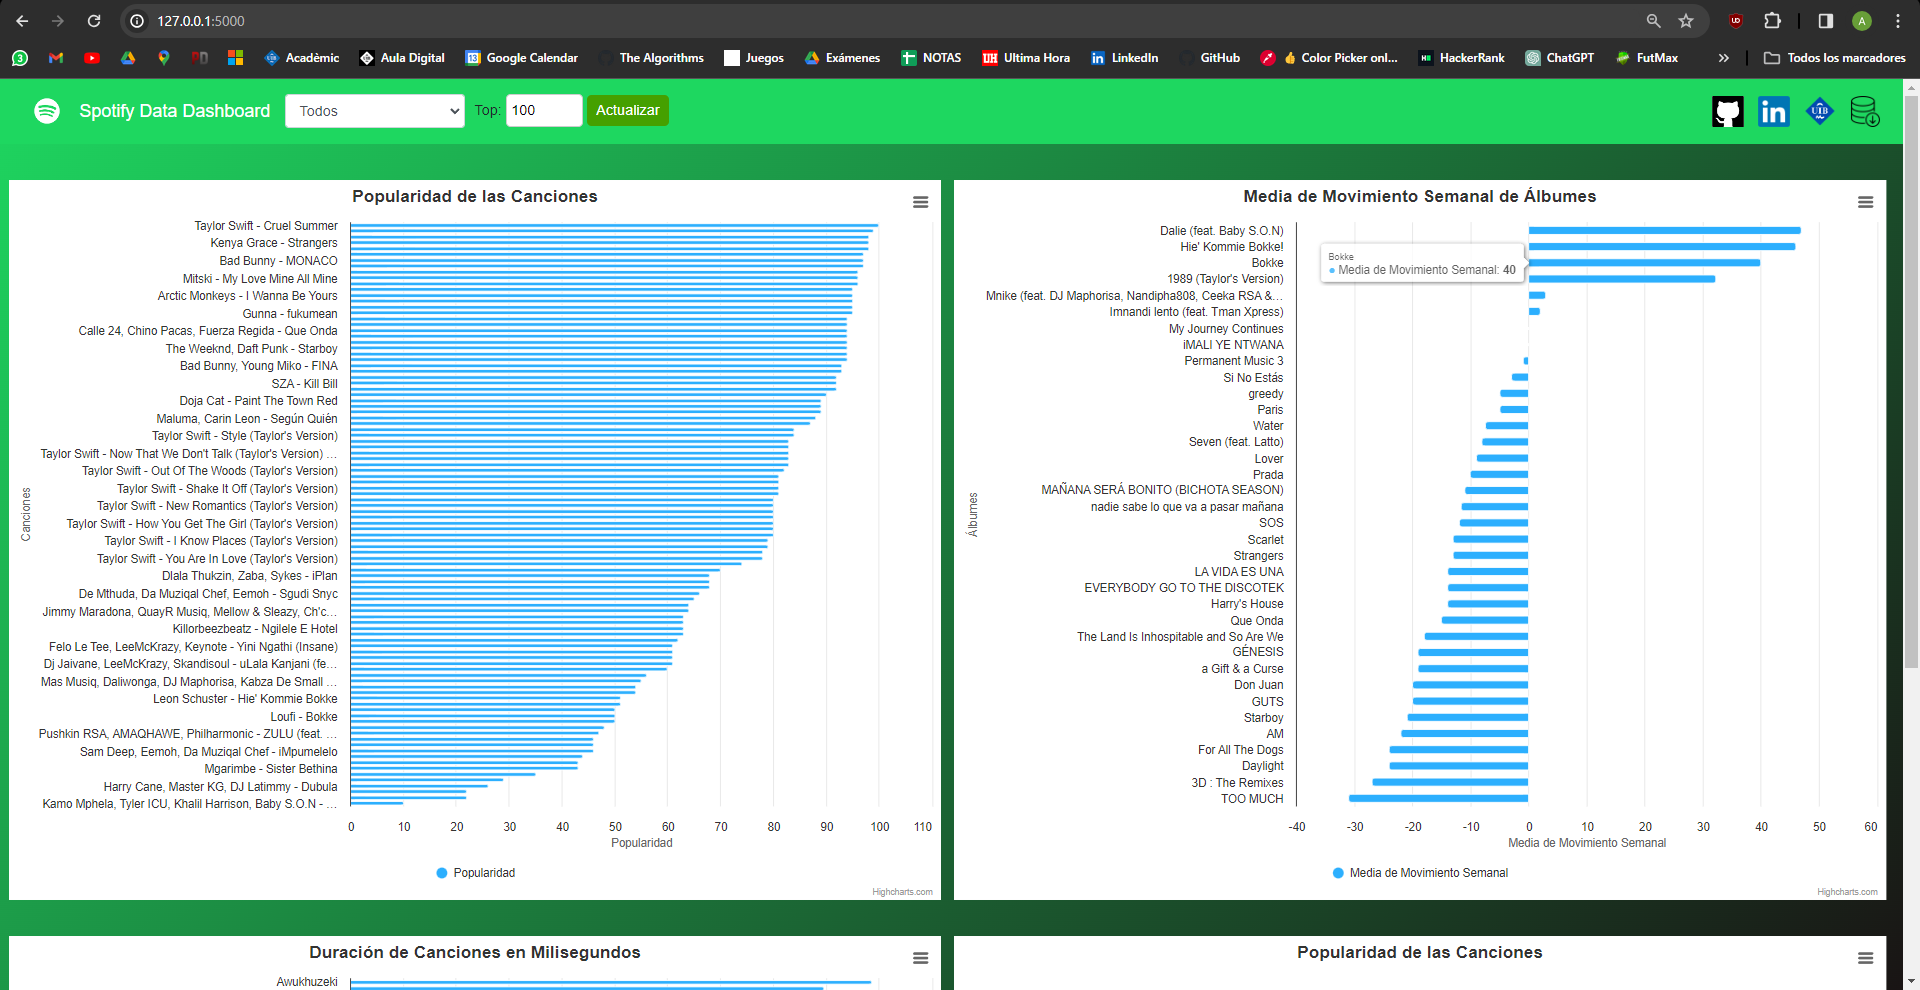 127.0.0.1:5000
3
UD
A
Acadèmic
Aula Digital
13
Google Calendar
The Algorithms
Juegos
Exámenes
NOTAS
UH
Ultima Hora
in
LinkedIn
GitHub
👍 Color Picker onl...
HackerRank
ChatGPT
FutMax
»
Todos los marcadores
Spotify Data Dashboard
Todos
Top:
100
Actualizar
in
UIB
Popularidad de las Canciones
Canciones
Taylor Swift - Cruel Summer
Kenya Grace - Strangers
Bad Bunny - MONACO
Mitski - My Love Mine All Mine
Arctic Monkeys - I Wanna Be Yours
Gunna - fukumean
Calle 24, Chino Pacas, Fuerza Regida - Que Onda
The Weeknd, Daft Punk - Starboy
Bad Bunny, Young Miko - FINA
SZA - Kill Bill
Doja Cat - Paint The Town Red
Maluma, Carin Leon - Según Quién
Taylor Swift - Style (Taylor's Version)
Taylor Swift - Now That We Don't Talk (Taylor's Version) ...
Taylor Swift - Out Of The Woods (Taylor's Version)
Taylor Swift - Shake It Off (Taylor's Version)
Taylor Swift - New Romantics (Taylor's Version)
Taylor Swift - How You Get The Girl (Taylor's Version)
Taylor Swift - I Know Places (Taylor's Version)
Taylor Swift - You Are In Love (Taylor's Version)
Dlala Thukzin, Zaba, Sykes - iPlan
De Mthuda, Da Muziqal Chef, Eemoh - Sgudi Snyc
Jimmy Maradona, QuayR Musiq, Mellow & Sleazy, Ch'c...
Killorbeezbeatz - Ngilele E Hotel
Felo Le Tee, LeeMcKrazy, Keynote - Yini Ngathi (Insane)
Dj Jaivane, LeeMcKrazy, Skandisoul - uLala Kanjani (fe...
Mas Musiq, Daliwonga, DJ Maphorisa, Kabza De Small ...
Leon Schuster - Hie' Kommie Bokke
Loufi - Bokke
Pushkin RSA, AMAQHAWE, Philharmonic - ZULU (feat. ...
Sam Deep, Eemoh, Da Muziqal Chef - iMpumelelo
Mgarimbe - Sister Bethina
Harry Cane, Master KG, DJ Latimmy - Dubula
Kamo Mphela, Tyler ICU, Khalil Harrison, Baby S.O.N - ...
0 10 20 30 40 50 60 70 80 90 100 110
Popularidad
Popularidad
Highcharts.com
Media de Movimiento Semanal de Álbumes
Álbumes
Dalie (feat. Baby S.O.N)
Hie' Kommie Bokke!
Bokke
1989 (Taylor's Version)
Mnike (feat. DJ Maphorisa, Nandipha808, Ceeka RSA &...
Imnandi lento (feat. Tman Xpress)
My Journey Continues
iMALI YE NTWANA
Permanent Music 3
Si No Estás
greedy
Paris
Water
Seven (feat. Latto)
Lover
Prada
MAÑANA SERÁ BONITO (BICHOTA SEASON)
nadie sabe lo que va a pasar mañana
SOS
Scarlet
Strangers
LA VIDA ES UNA
EVERYBODY GO TO THE DISCOTEK
Harry's House
Que Onda
The Land Is Inhospitable and So Are We
GÉNESIS
a Gift & a Curse
Don Juan
GUTS
Starboy
AM
For All The Dogs
Daylight
3D : The Remixes
TOO MUCH
Bokke
Media de Movimiento Semanal: 40
-40 -30 -20 -10 0 10 20 30 40 50 60
Media de Movimiento Semanal
Media de Movimiento Semanal
Highcharts.com
Duración de Canciones en Milisegundos
Awukhuzeki
Popularidad de las Canciones